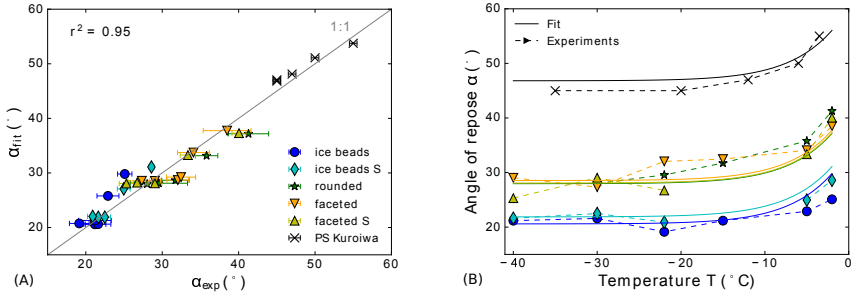 r² = 0.95
1:1
60
50
40
30
20
α_fit(°)
ice beads
ice beads S
rounded
faceted
faceted S
PS Kuroiwa
20 30 40 50 60
(A)
α_exp(°)
Fit
Experiments
60
50
40
30
20
Angle of
repose α(°)
-40 -30 -20 -10 0
(B)
Temperature T(°C)